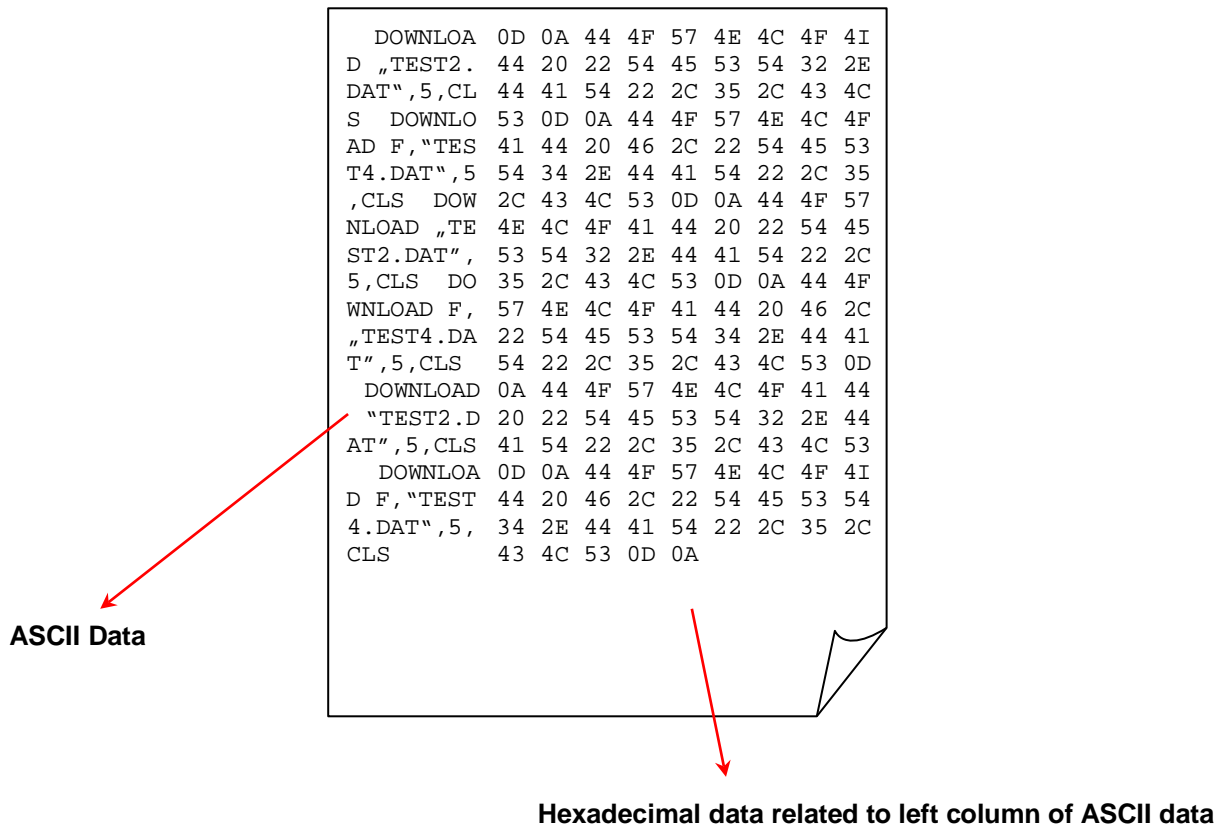 DOWNLOA 0D 0A 44 4F 57 4E 4C 4F 4I
D „TEST2. 44 20 22 54 45 53 54 32 2E
DAT‟,5,CL 44 41 54 22 2C 35 2C 43 4C
S DOWNLO 53 0D 0A 44 4F 57 4E 4C 4F
AD F,‟TES 41 44 20 46 2C 22 54 45 53
T4.DAT‟,5 54 34 2E 44 41 54 22 2C 35
,CLS DOW 2C 43 4C 53 0D 0A 44 4F 57
NLOAD „TE 4E 4C 4F 41 44 20 22 54 45
ST2.DAT″, 53 54 32 2E 44 41 54 22 2C
5,CLS DO 35 2C 43 4C 53 0D 0A 44 4F
WNLOAD F, 57 4E 4C 4F 41 44 20 46 2C
„TEST4.DA 22 54 45 53 54 34 2E 44 41
T″,5,CLS 54 22 2C 35 2C 43 4C 53 0D
DOWNLOAD 0A 44 4F 57 4E 4C 4F 41 44
‟TEST2.D 20 22 54 45 53 54 32 2E 44
AT″,5,CLS 41 54 22 2C 35 2C 43 4C 53
DOWNLOA 0D 0A 44 4F 57 4E 4C 4F 4I
D F,‟TEST 44 20 46 2C 22 54 45 53 54
4.DAT‟,5, 34 2E 44 41 54 22 2C 35 2C
CLS 43 4C 53 0D 0A
ASCII Data
Hexadecimal data related to left column of ASCII data